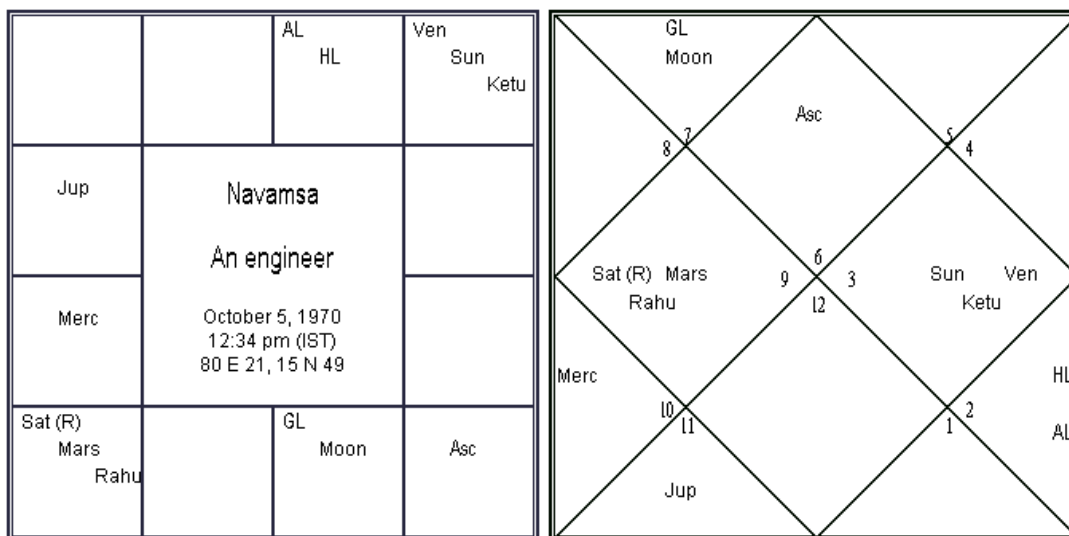 AL
HL
Ven
Sun
Ketu
Jup
Navamsa
An engineer
October 5, 1970
12:34 pm (IST)
80 E 21, 15 N 49
Merc
Sat (R)
Mars
Rahu
GL
Moon
Asc
GL
Moon
Asc
7
8
5
4
6
9
3
12
Sat (R) Mars
Rahu
Sun Ven
Ketu
Merc
HL
AL
10
11
2
1
Jup